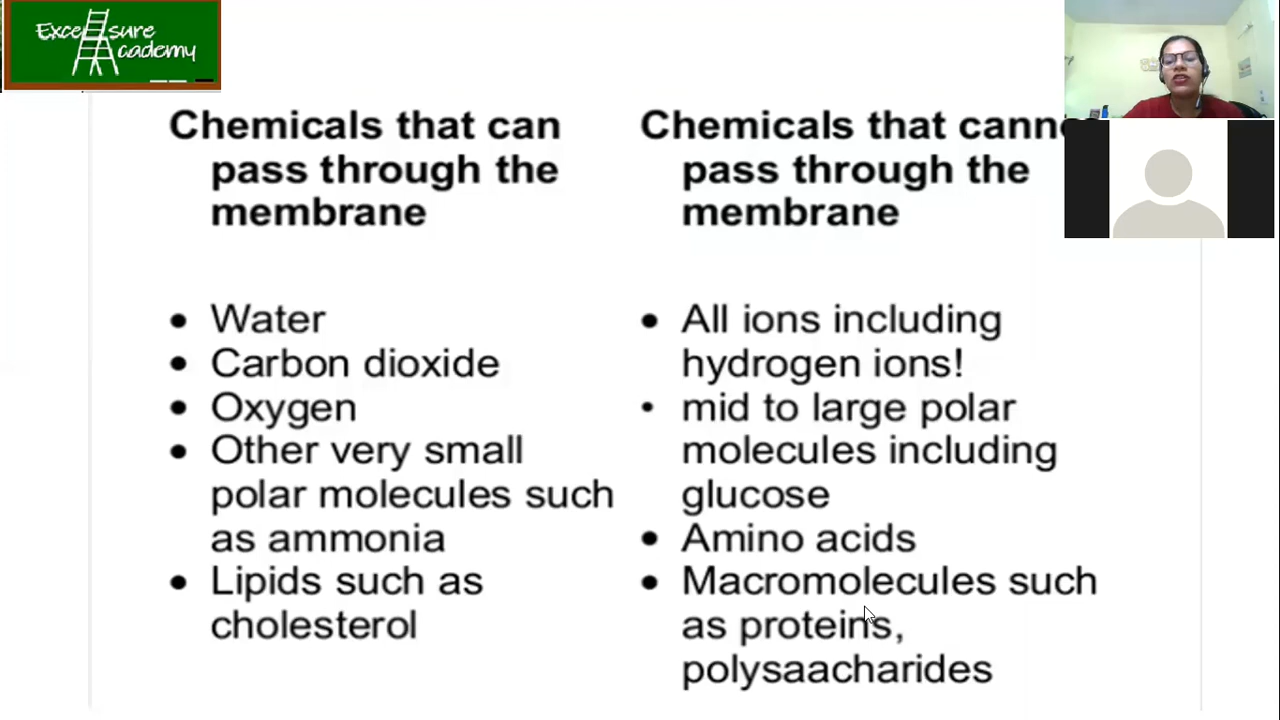 Excel sure
Academy
Chemicals that can
pass through the
membrane
• Water
• Carbon dioxide
• Oxygen
• Other very small
polar molecules such
as ammonia
• Lipids such as
cholesterol
Chemicals that
pass through the
membrane
• All ions including
hydrogen ions!
• mid to large polar
molecules including
glucose
• Amino acids
• Macromolecules such
as proteins,
polysaacharides